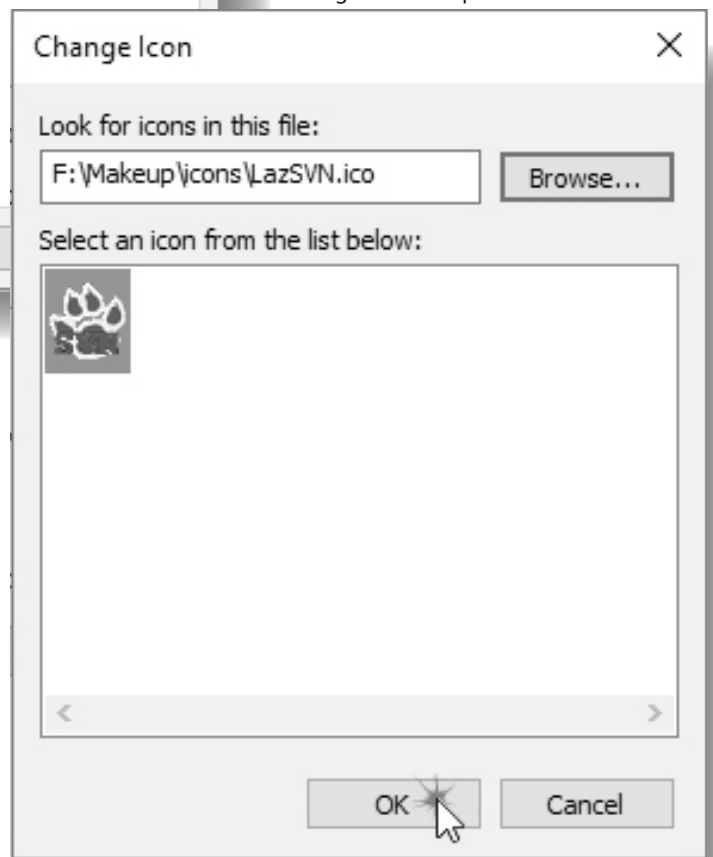 Change Icon
Look for icons in this file:
F:\Makeup\icons\LazSVN.ico
Browse...
Select an icon from the list below:
OK
Cancel